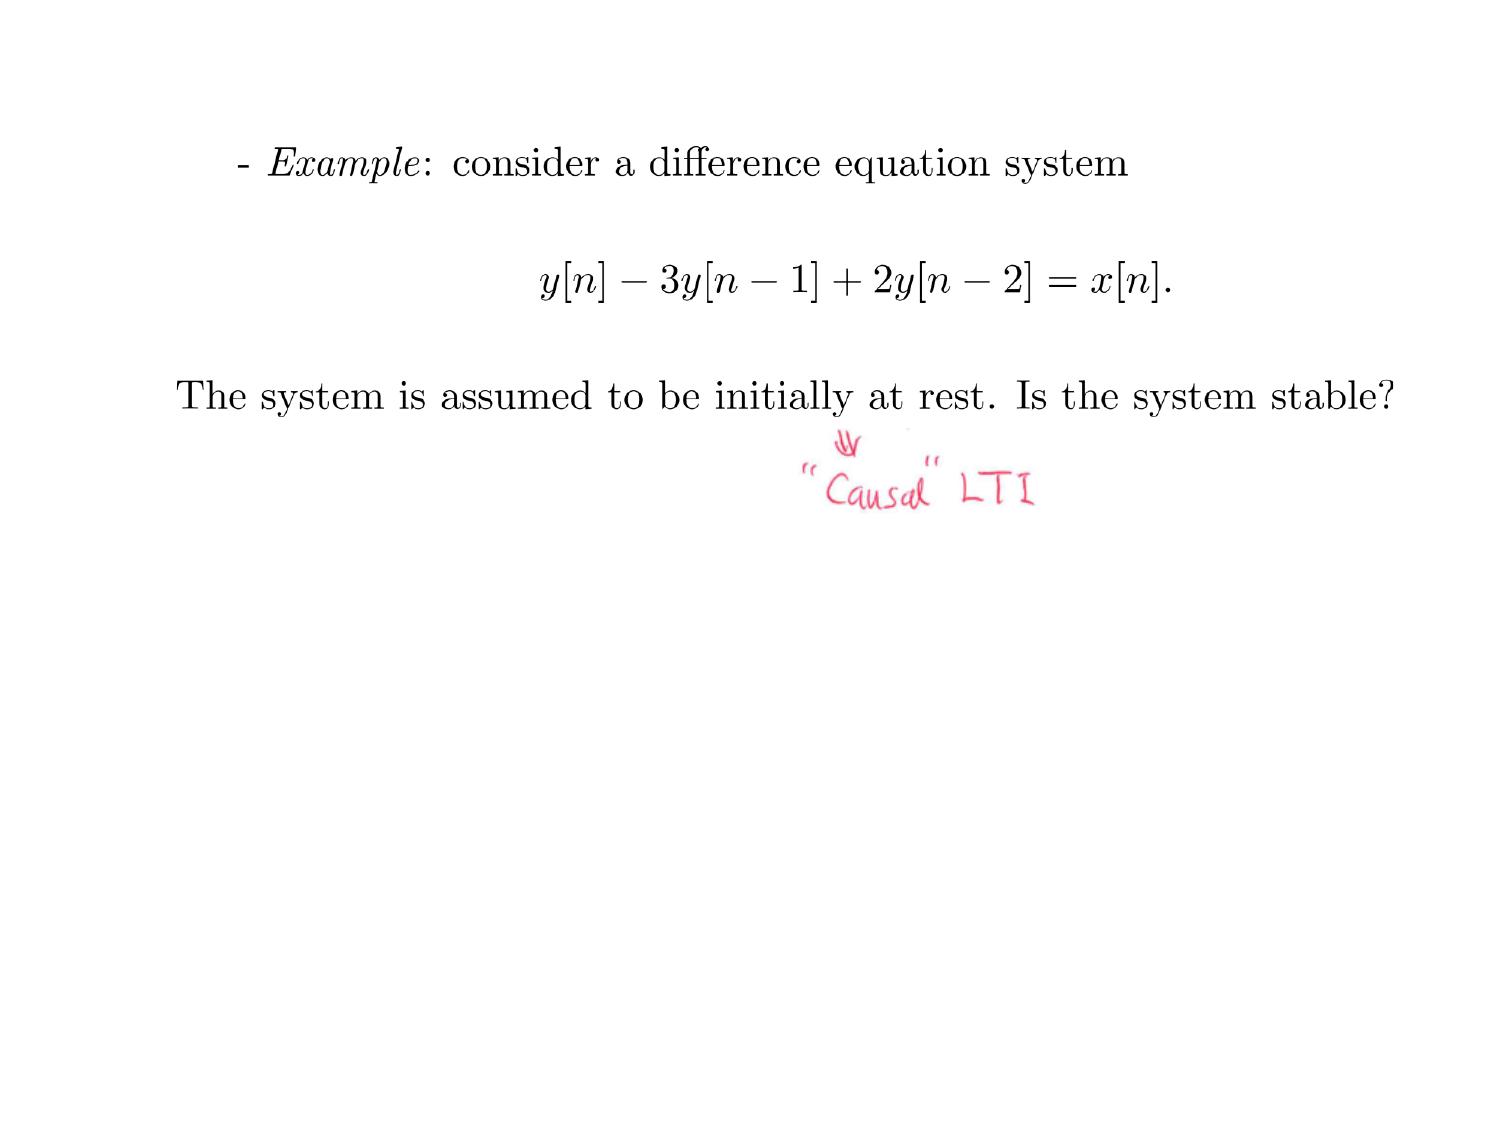 - Example: consider a difference equation system
y[n] − 3y[n − 1] + 2y[n − 2] = x[n].
The system is assumed to be initially at rest. Is the system stable?
⇓
"Causal" LTI